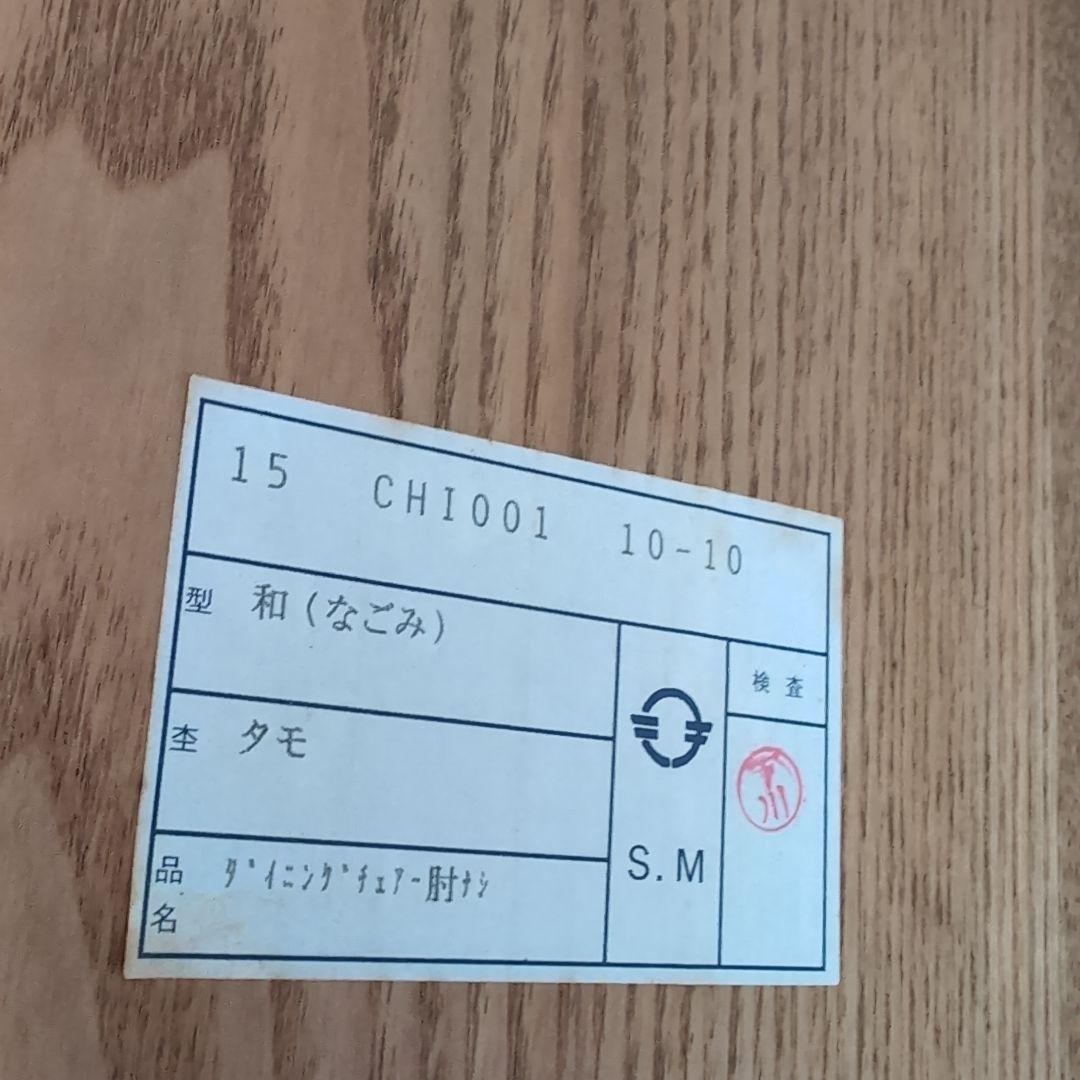 15 CHI001 10-10
型 和(なごみ)
杢 タモ
品名 ﾀﾞｲﾆﾝｸﾞﾁｪｱｰ肘ﾅｼ
S.M
検査